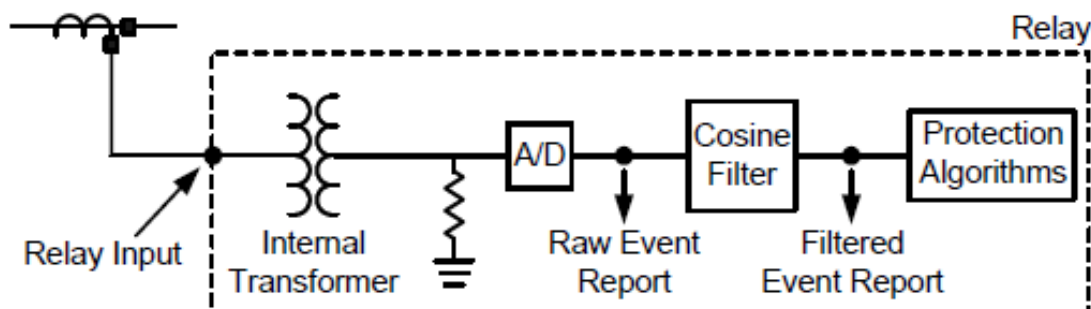 Relay
A/D
Cosine
Filter
Protection
Algorithms
Relay Input
Internal
Transformer
Raw Event
Report
Filtered
Event Report